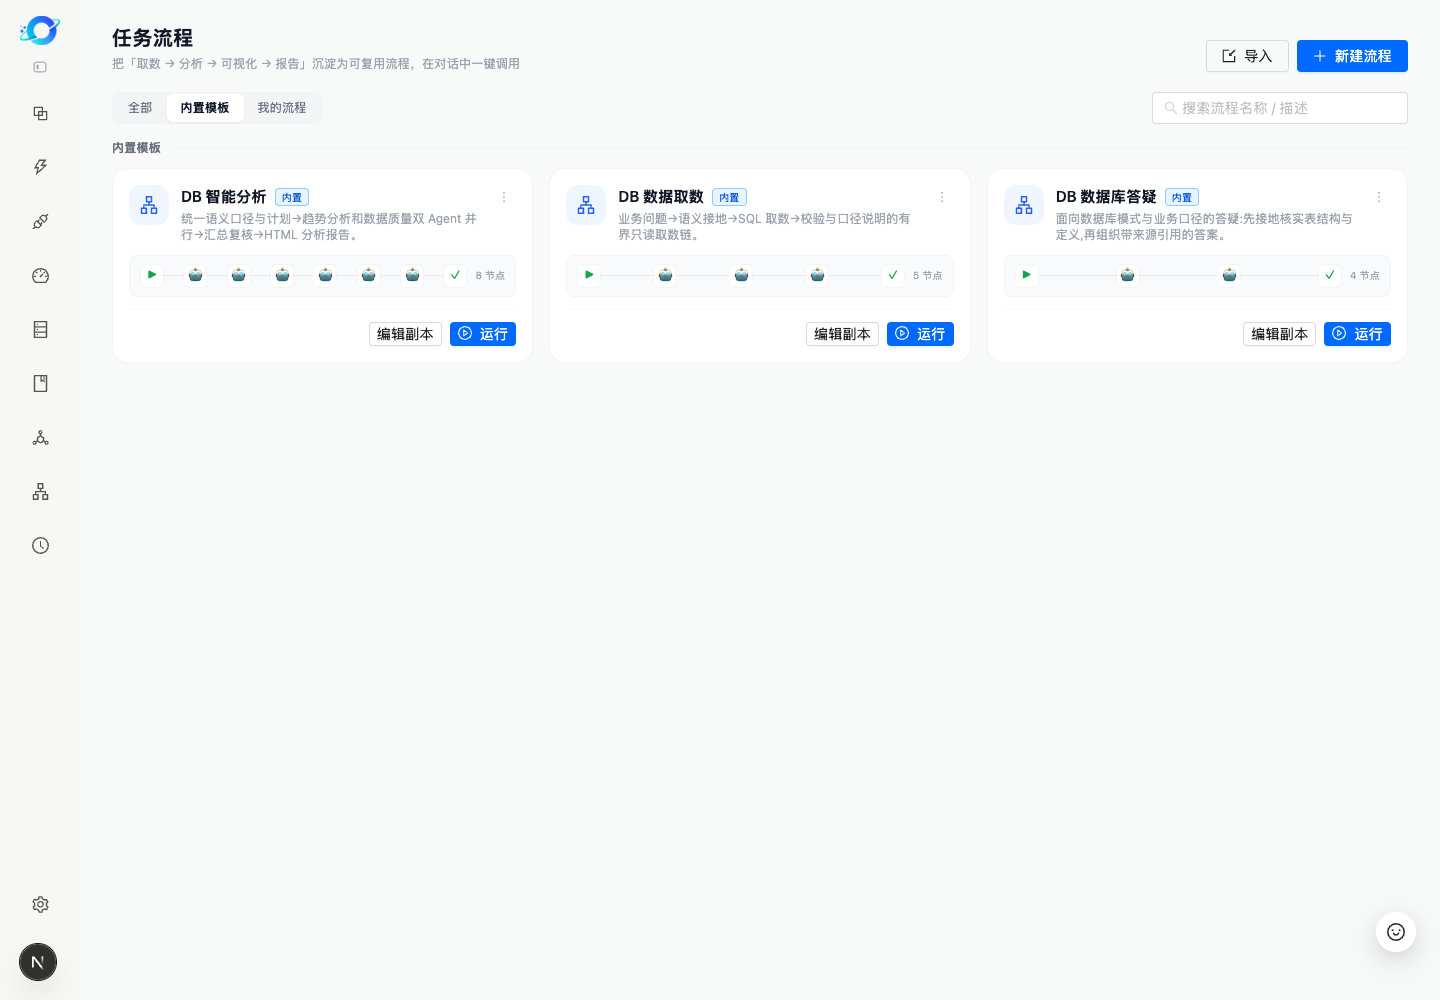 任务流程
把「取数 → 分析 → 可视化 → 报告」沉淀为可复用流程，在对话中一键调用
导入
新建流程
全部
内置模板
我的流程
搜索流程名称 / 描述
内置模板
DB 智能分析
内置
统一语义口径与计划→趋势分析和数据质量双 Agent 并
行→汇总复核→HTML 分析报告。
8 节点
编辑副本
运行
DB 数据取数
内置
业务问题→语义接地→SQL 取数→校验与口径说明的有
界只读取数链。
5 节点
编辑副本
运行
DB 数据库答疑
内置
面向数据库模式与业务口径的答疑:先接地核实表结构与
定义,再组织带来源引用的答案。
4 节点
编辑副本
运行
N